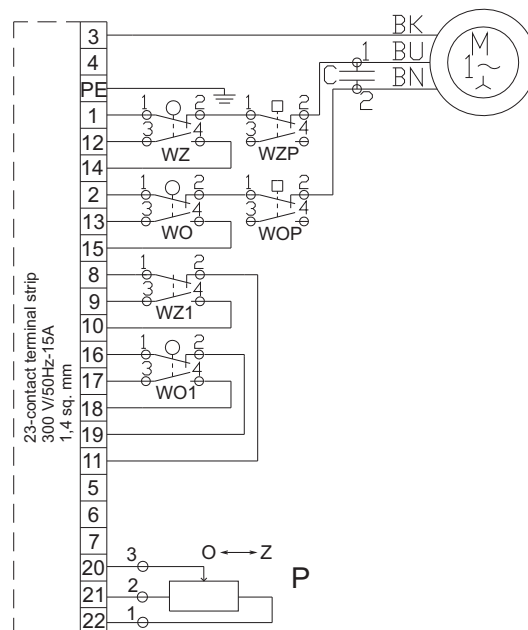 3 BK
4 1 BU M
C 1~
PE BN
2
1 1 2 1 2
12 3 4 3 4
14 WZ WZP
2 1 2 1 2
13 3 4 3 4
15 WO WOP
8 1 2
9 3 4
10 WZ1
16 1 2
17 3 4
18 WO1
19
11
5
6
7
20 3 O Z P
21 2
22 1
23-contact terminal strip
300 V/50Hz-15A
1,4 sq. mm